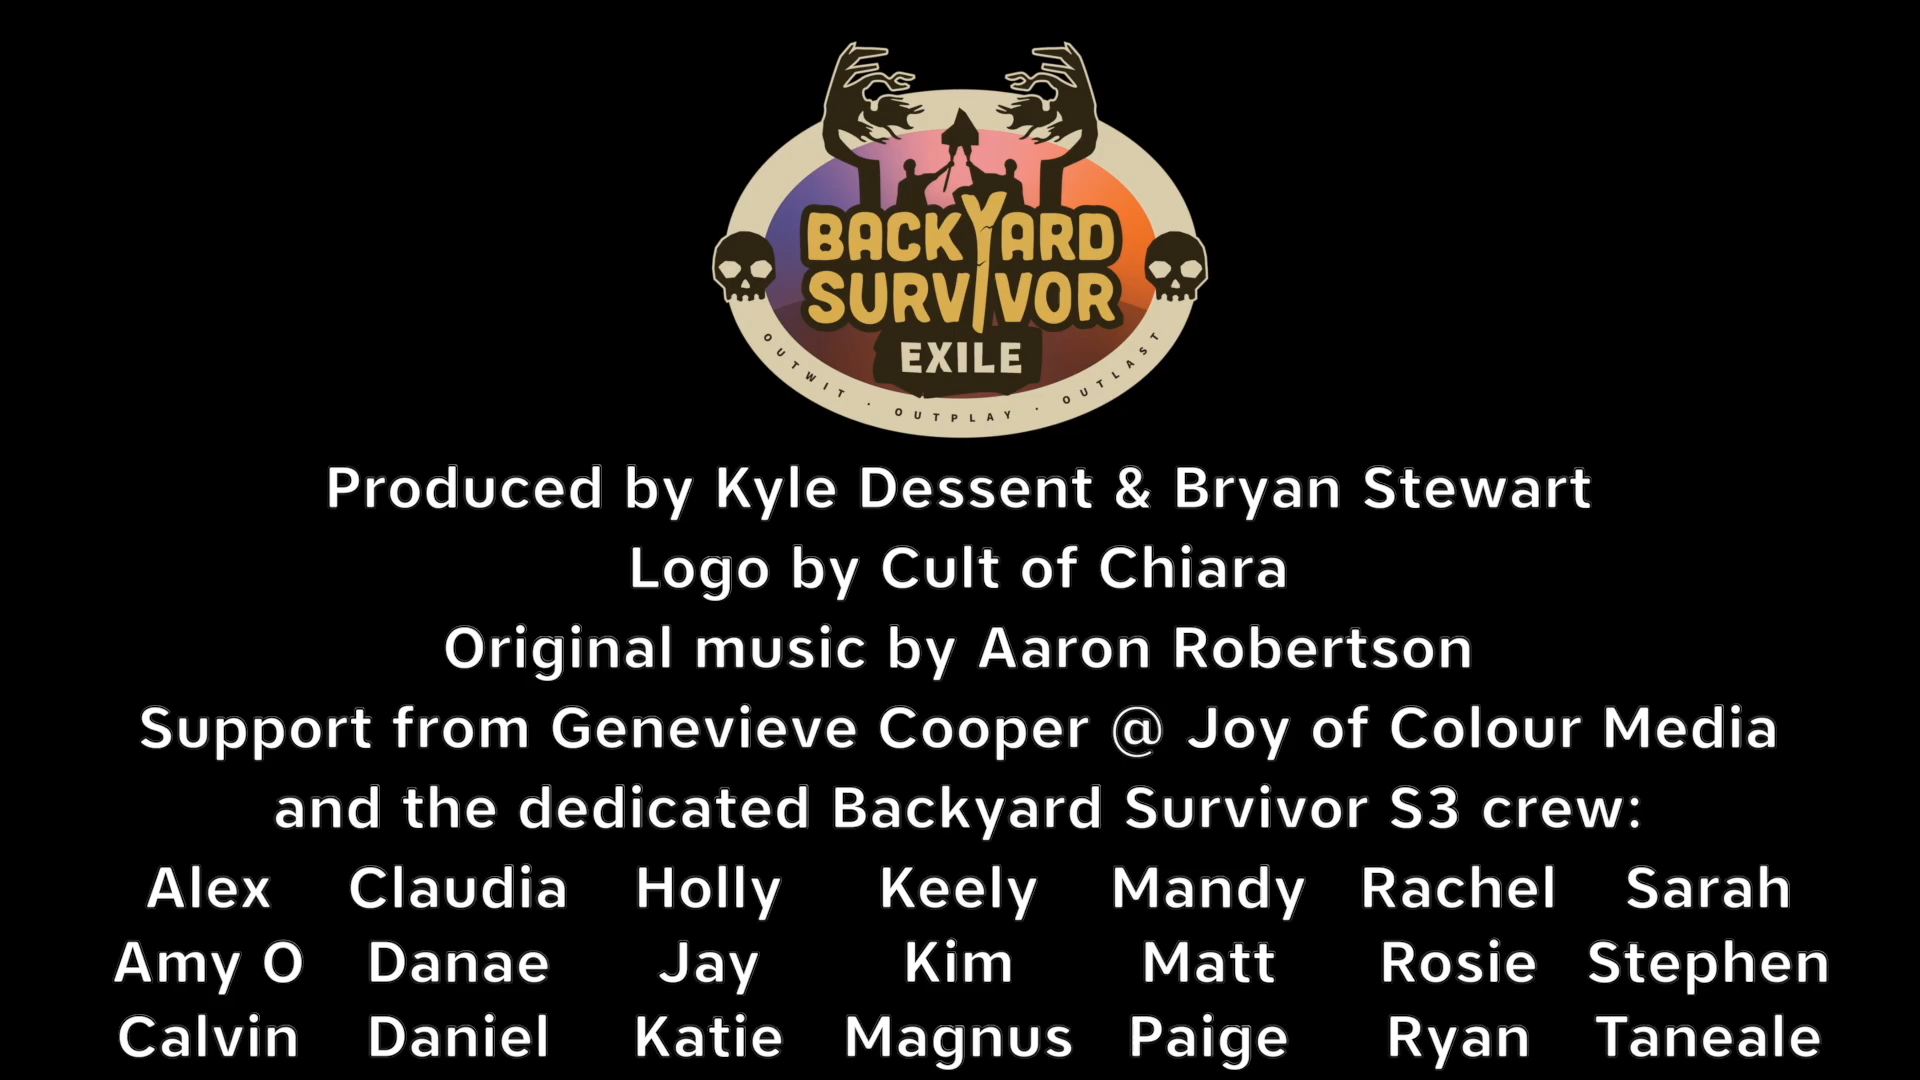 BACKYARD
SURVIVOR
EXILE
OUTWIT · OUTPLAY · OUTLAST
Produced by Kyle Dessent & Bryan Stewart
Logo by Cult of Chiara
Original music by Aaron Robertson
Support from Genevieve Cooper @ Joy of Colour Media
and the dedicated Backyard Survivor S3 crew:
Alex Claudia Holly Keely Mandy Rachel Sarah
Amy O Danae Jay Kim Matt Rosie Stephen
Calvin Daniel Katie Magnus Paige Ryan Taneale